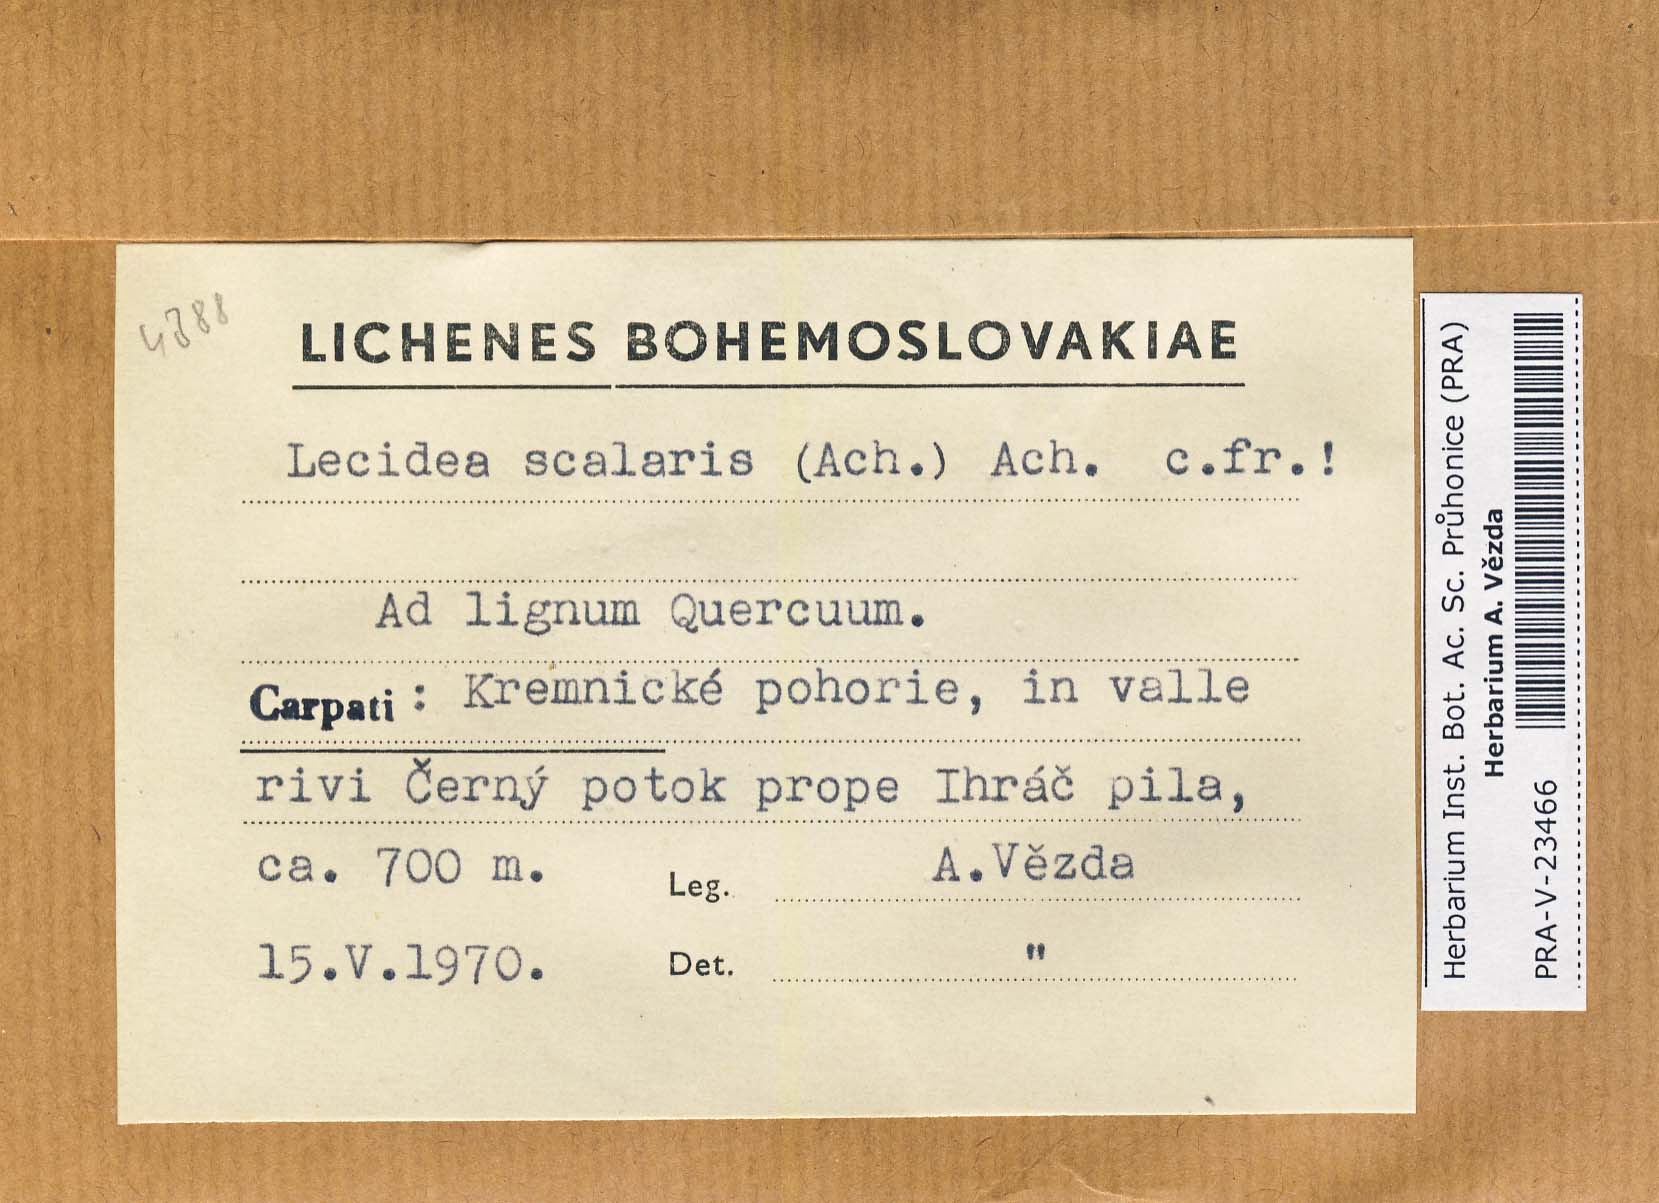 4388
LICHENES BOHEMOSLOVAKIAE
Lecidea scalaris (Ach.) Ach. c.fr.!
Ad lignum Quercuum.
Carpati : Kremnické pohorie, in valle
rivi Černý potok prope Ihráč pila,
ca. 700 m. Leg. A.Vězda
15.V.1970. Det. "
Herbarium Inst. Bot. Ac. Sc. Průhonice (PRA)
Herbarium A. Vězda
PRA-V-23466